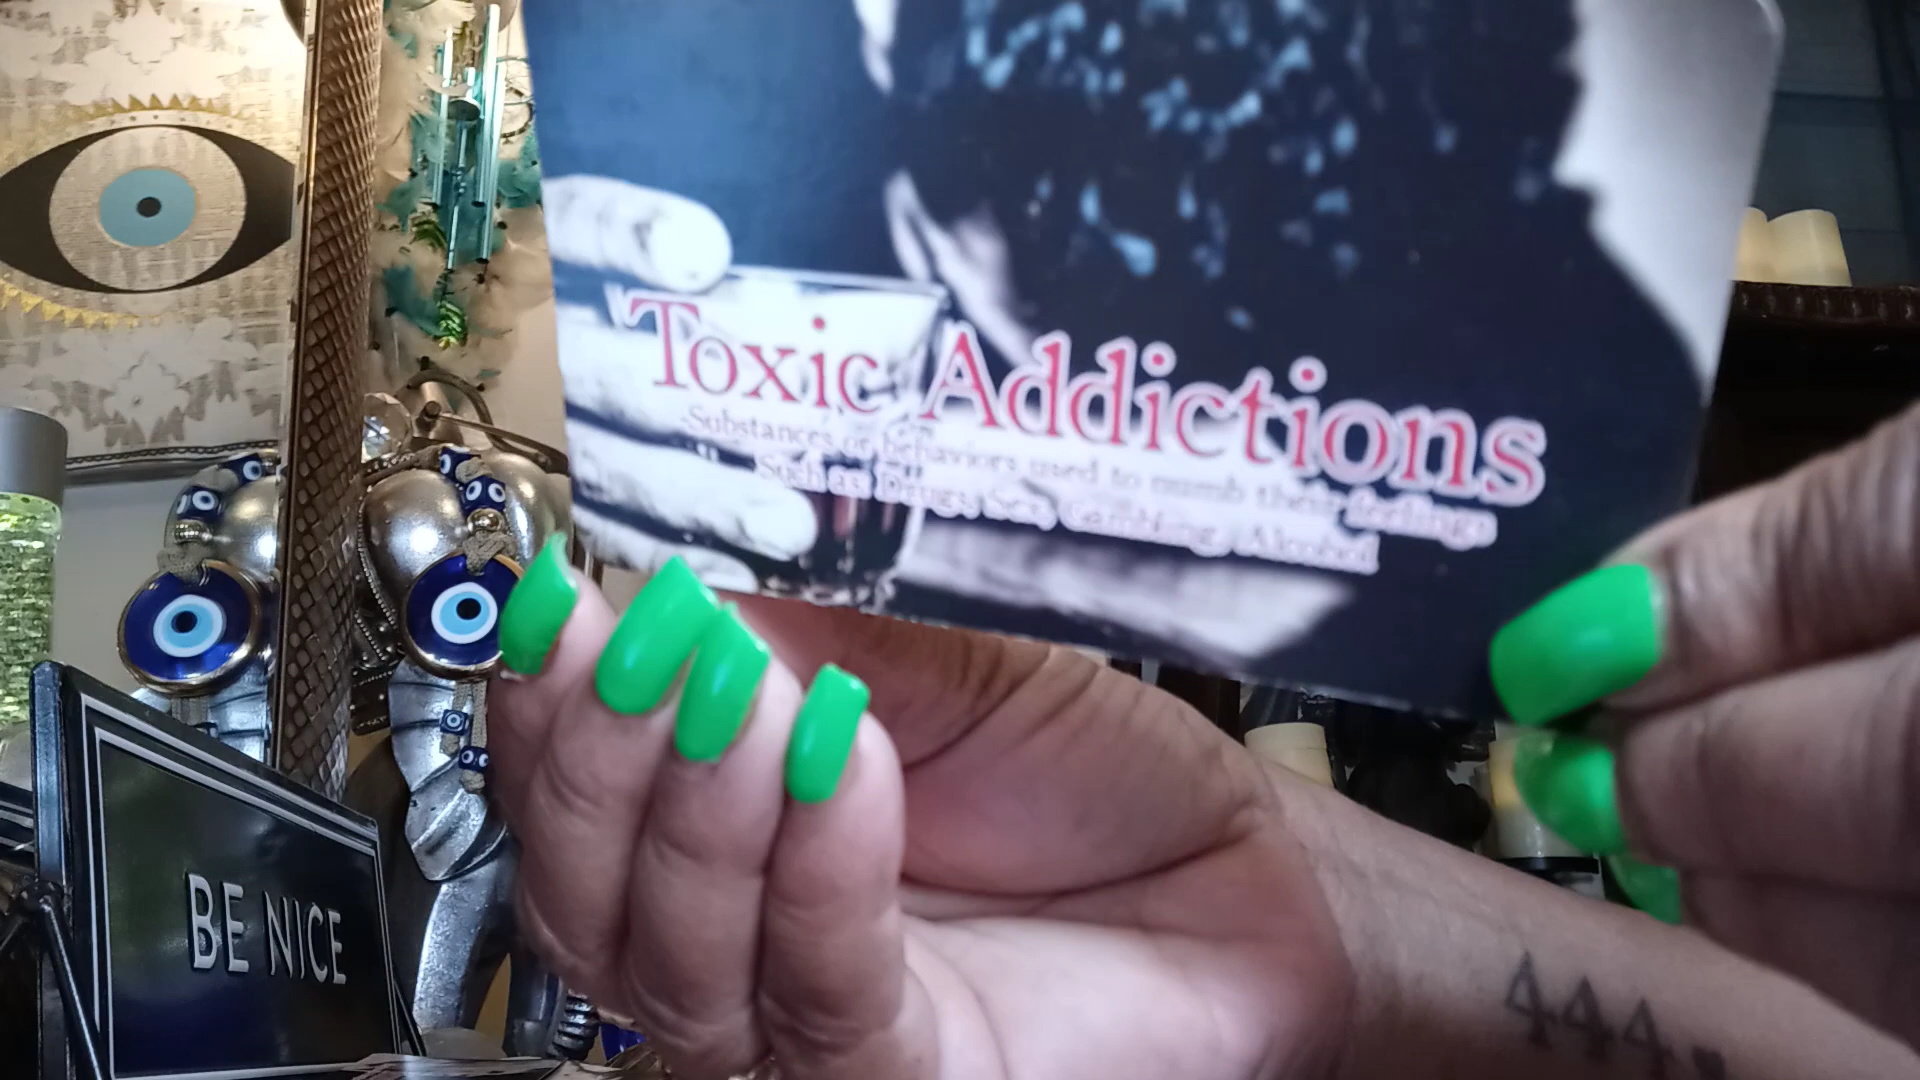 Toxic Addictions
-Substances or behaviors used to numb their feelings
Such as: Drugs, Sex, Gambling, Alcohol
BE NICE
444